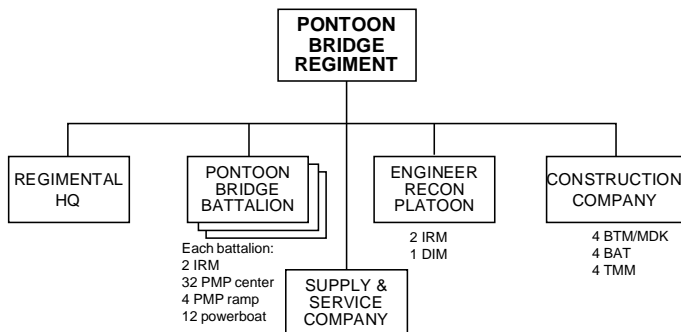 PONTOON
BRIDGE
REGIMENT
REGIMENTAL
HQ
PONTOON
BRIDGE
BATTALION
Each battalion:
2 IRM
32 PMP center
4 PMP ramp
12 powerboat
SUPPLY &
SERVICE
COMPANY
ENGINEER
RECON
PLATOON
2 IRM
1 DIM
CONSTRUCTION
COMPANY
4 BTM/MDK
4 BAT
4 TMM